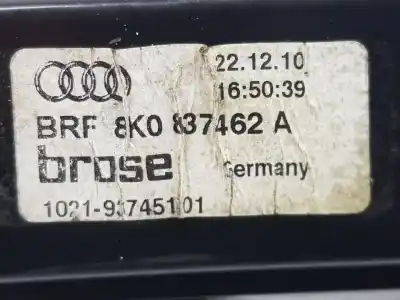 22.12.10
16:50:39
BRF 8K0 837462 A
brose
Germany
1021-93745101